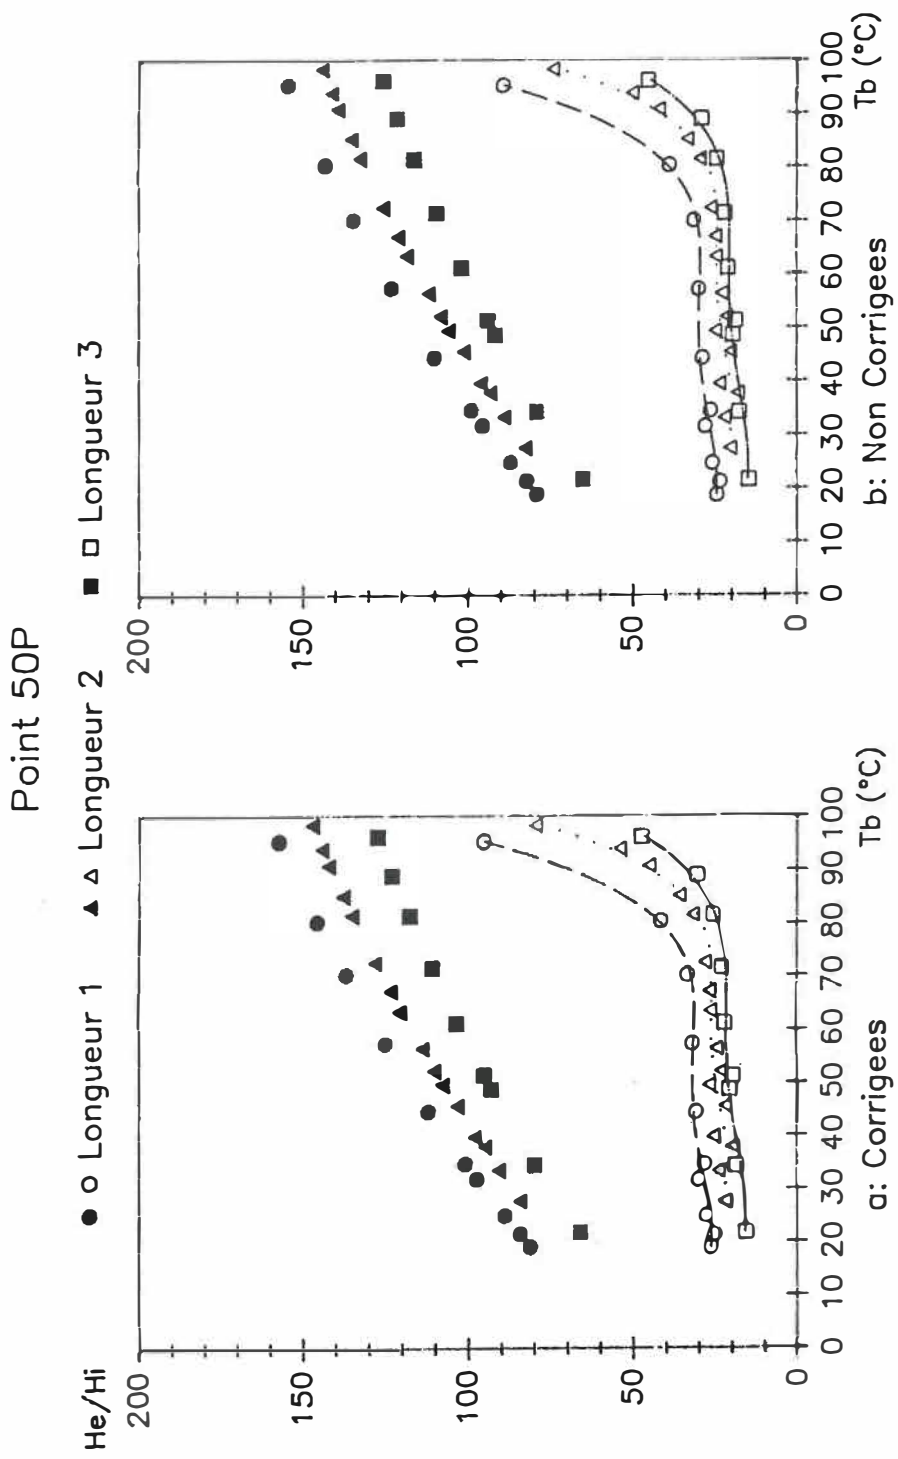 Point 50P
He/Hi
● ○ Longueur 1 ▲ △ Longueur 2 ■ □ Longueur 3
200
150
100
50
0
0 10 20 30 40 50 60 70 80 90 100
Tb (°C)
a: Corrigees
200
150
100
50
0
0 10 20 30 40 50 60 70 80 90 100
Tb (°C)
b: Non Corrigees